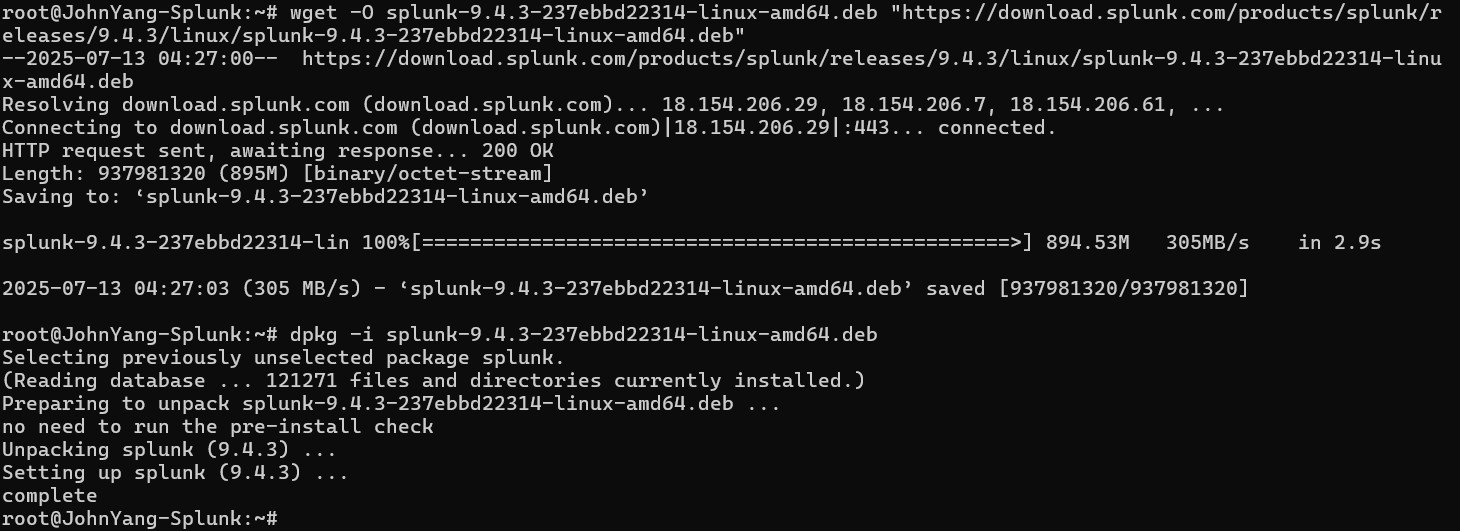 root@JohnYang-Splunk:~# wget -O splunk-9.4.3-237ebbd22314-linux-amd64.deb "https://download.splunk.com/products/splunk/r
eleases/9.4.3/linux/splunk-9.4.3-237ebbd22314-linux-amd64.deb"
--2025-07-13 04:27:00--  https://download.splunk.com/products/splunk/releases/9.4.3/linux/splunk-9.4.3-237ebbd22314-linu
x-amd64.deb
Resolving download.splunk.com (download.splunk.com)... 18.154.206.29, 18.154.206.7, 18.154.206.61, ...
Connecting to download.splunk.com (download.splunk.com)|18.154.206.29|:443... connected.
HTTP request sent, awaiting response... 200 OK
Length: 937981320 (895M) [binary/octet-stream]
Saving to: ‘splunk-9.4.3-237ebbd22314-linux-amd64.deb’
splunk-9.4.3-237ebbd22314-lin 100%[=================================================>] 894.53M   305MB/s    in 2.9s
2025-07-13 04:27:03 (305 MB/s) - ‘splunk-9.4.3-237ebbd22314-linux-amd64.deb’ saved [937981320/937981320]
root@JohnYang-Splunk:~# dpkg -i splunk-9.4.3-237ebbd22314-linux-amd64.deb
Selecting previously unselected package splunk.
(Reading database ... 121271 files and directories currently installed.)
Preparing to unpack splunk-9.4.3-237ebbd22314-linux-amd64.deb ...
no need to run the pre-install check
Unpacking splunk (9.4.3) ...
Setting up splunk (9.4.3) ...
complete
root@JohnYang-Splunk:~#